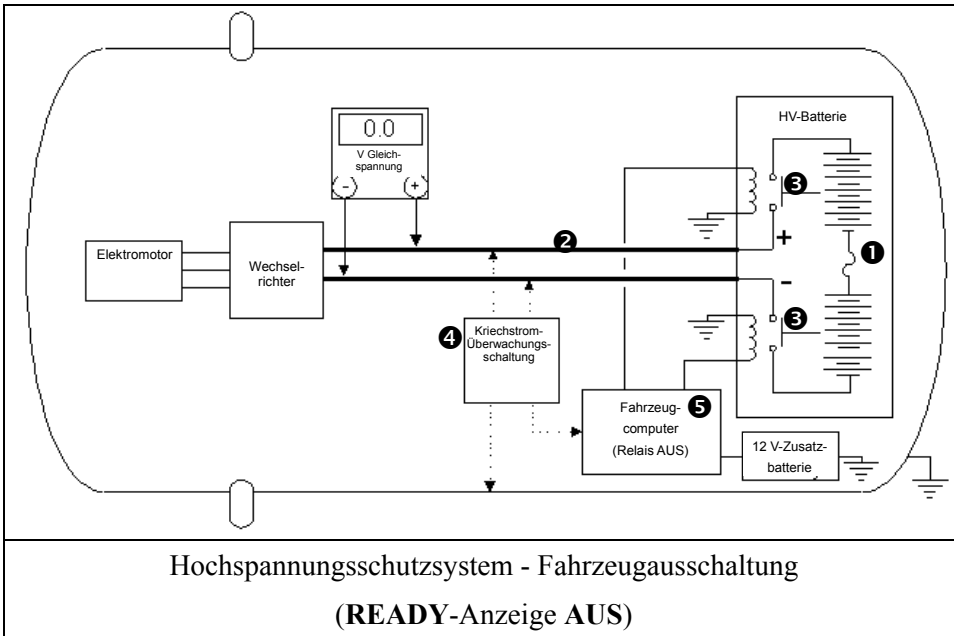 HV-Batterie
0.0
V Gleich-
spannung
- +
❸
❷
+
❶
Elektromotor
Wechsel-
richter
-
❸
❹
Kriechstrom-
Überwachungs-
schaltung
Fahrzeug-
computer
(Relais AUS)
❺
12 V-Zusatz-
batterie
Hochspannungsschutzsystem - Fahrzeugausschaltung
(READY-Anzeige AUS)